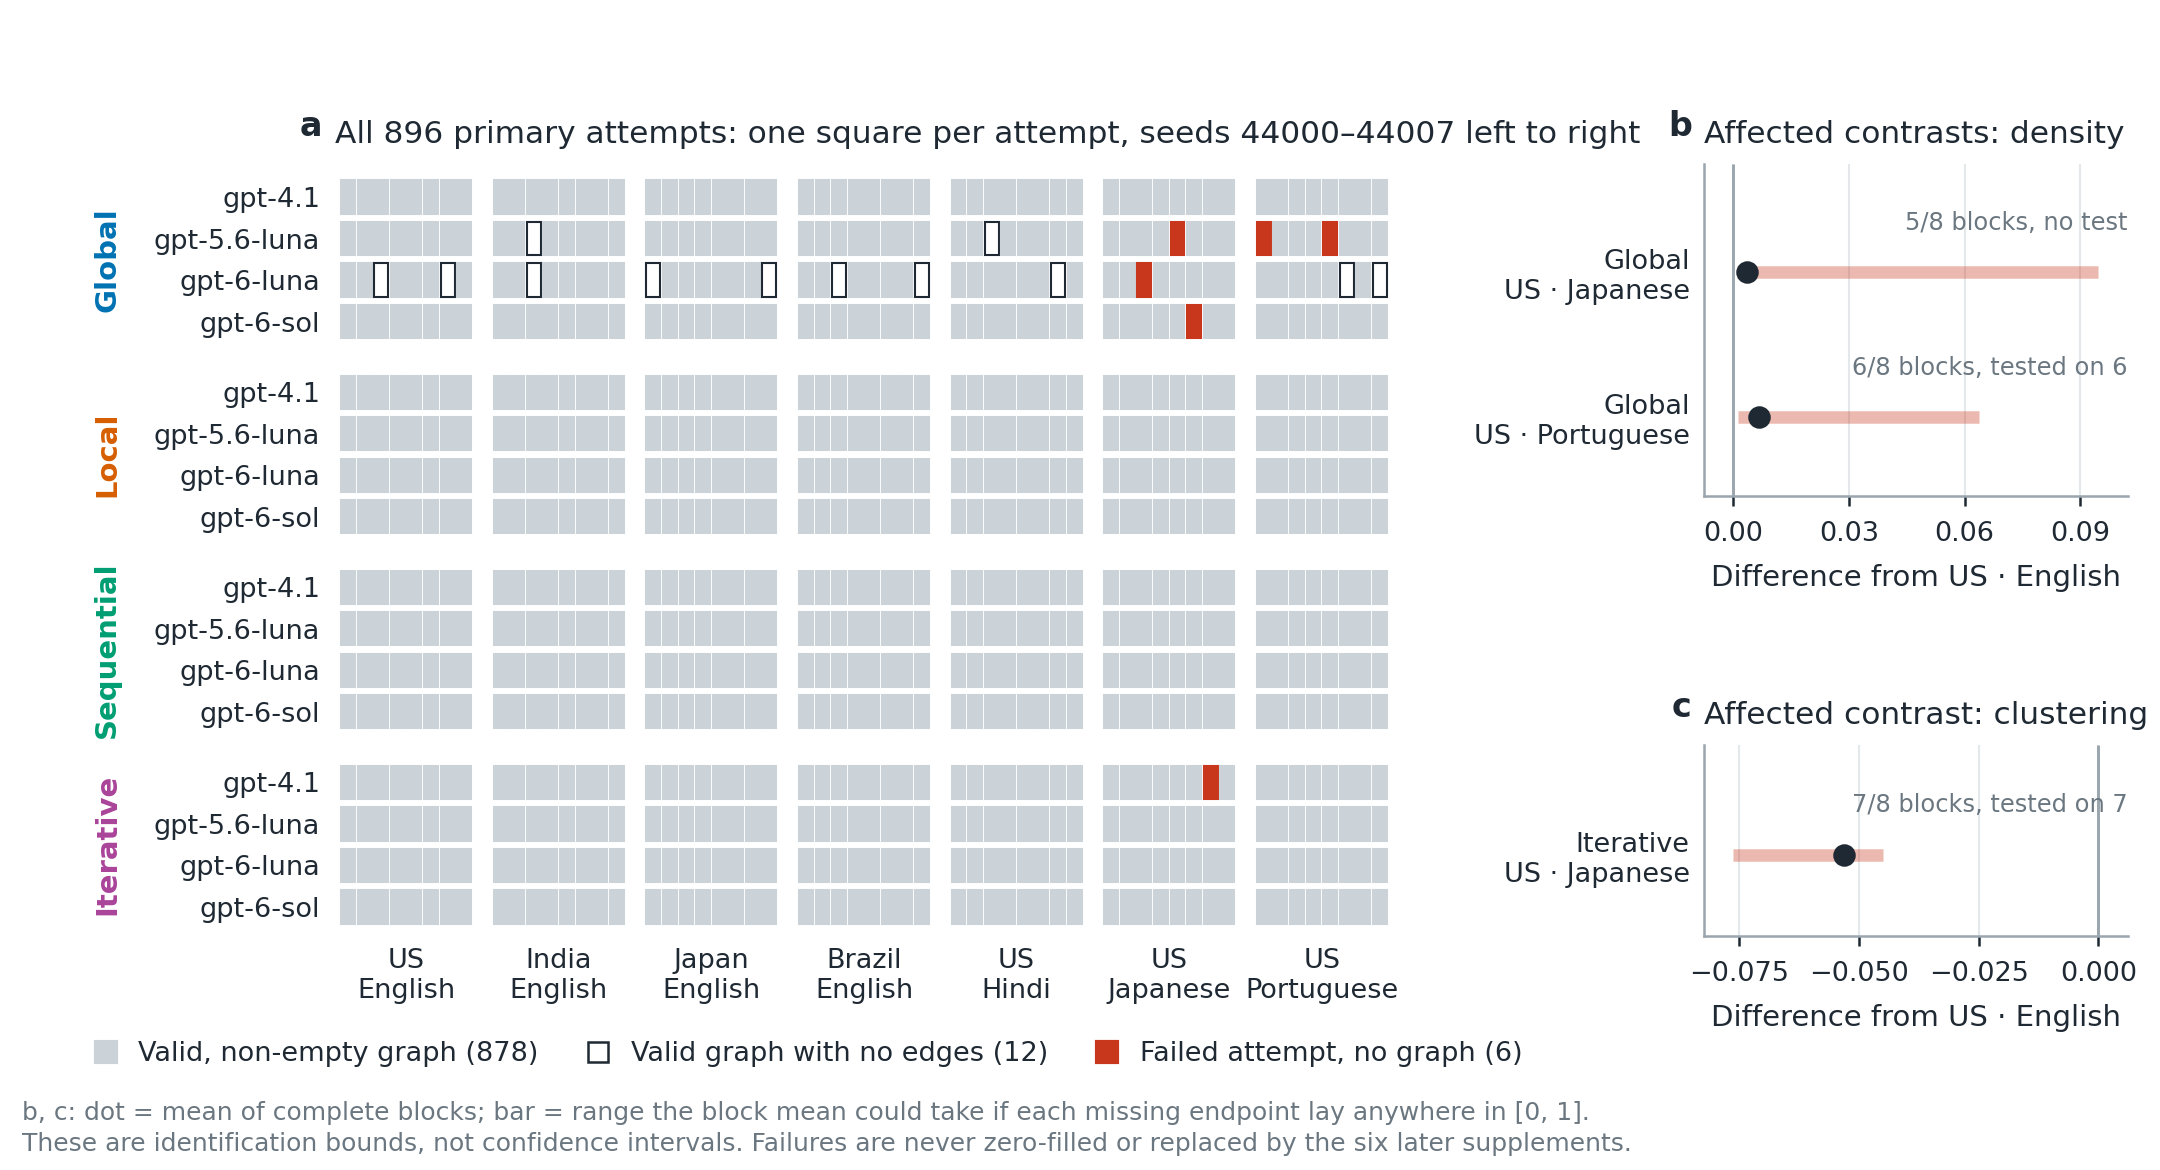 a All 896 primary attempts: one square per attempt, seeds 44000–44007 left to right
Global
gpt-4.1
gpt-5.6-luna
gpt-6-luna
gpt-6-sol
Local
gpt-4.1
gpt-5.6-luna
gpt-6-luna
gpt-6-sol
Sequential
gpt-4.1
gpt-5.6-luna
gpt-6-luna
gpt-6-sol
Iterative
gpt-4.1
gpt-5.6-luna
gpt-6-luna
gpt-6-sol
US
English
India
English
Japan
English
Brazil
English
US
Hindi
US
Japanese
US
Portuguese
Valid, non-empty graph (878)
Valid graph with no edges (12)
Failed attempt, no graph (6)
b Affected contrasts: density
5/8 blocks, no test
Global
US · Japanese
6/8 blocks, tested on 6
Global
US · Portuguese
0.00 0.03 0.06 0.09
Difference from US · English
c Affected contrast: clustering
7/8 blocks, tested on 7
Iterative
US · Japanese
−0.075 −0.050 −0.025 0.000
Difference from US · English
b, c: dot = mean of complete blocks; bar = range the block mean could take if each missing endpoint lay anywhere in [0, 1].
These are identification bounds, not confidence intervals. Failures are never zero-filled or replaced by the six later supplements.